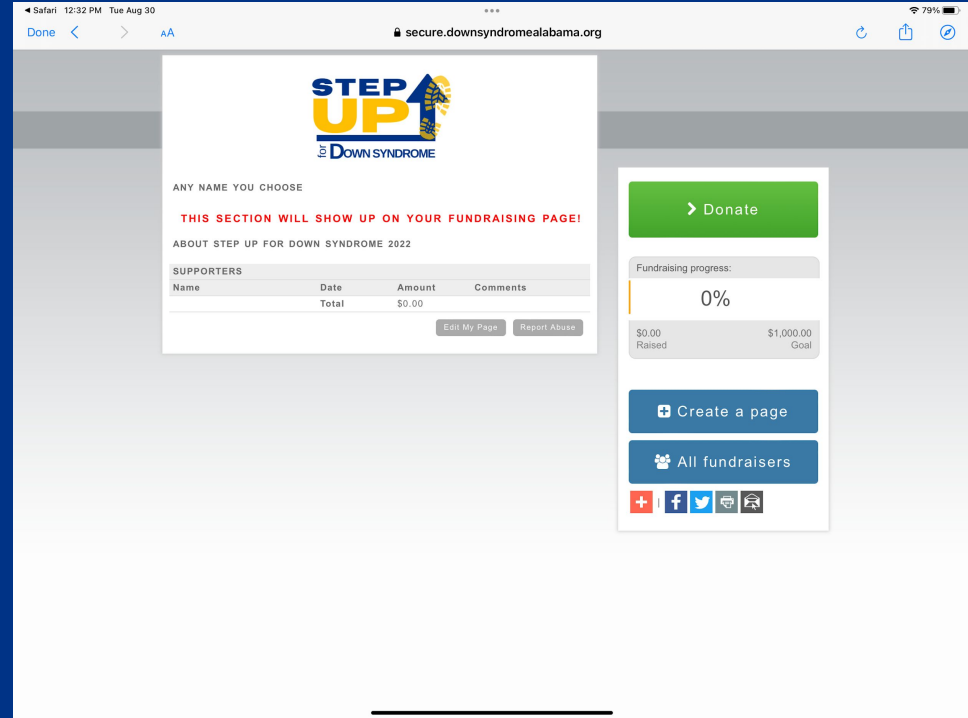 Safari 12:32 PM Tue Aug 30
79%
Done
AA
secure.downsyndromealabama.org
STEP
UP
for DOWN SYNDROME
ANY NAME YOU CHOOSE
THIS SECTION WILL SHOW UP ON YOUR FUNDRAISING PAGE!
ABOUT STEP UP FOR DOWN SYNDROME 2022
SUPPORTERS
Name Date Amount Comments
Total $0.00
Edit My Page Report Abuse
Donate
Fundraising progress:
0%
$0.00 $1,000.00
Raised Goal
Create a page
All fundraisers